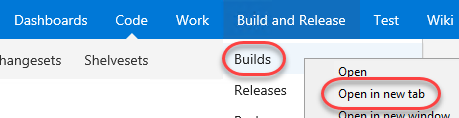 Dashboards Code Work Build and Release Test Wiki
hangesets Shelvesets Builds
Open
Open in new tab
Releases
Open in new window